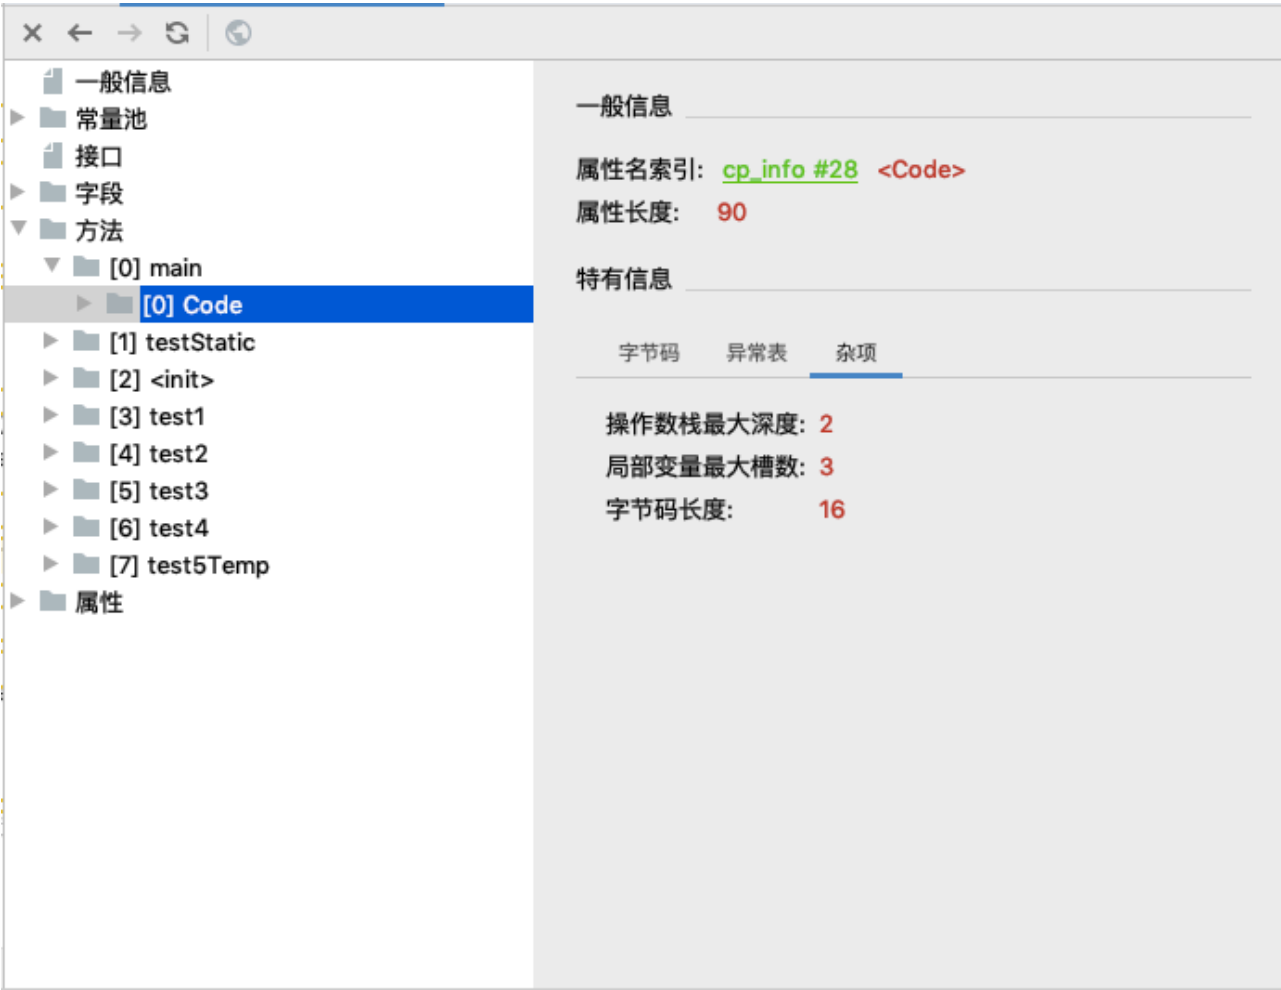 一般信息
常量池
接口
字段
方法
[0] main
[0] Code
[1] testStatic
[2] <init>
[3] test1
[4] test2
[5] test3
[6] test4
[7] test5Temp
属性
一般信息
属性名索引: cp_info #28 <Code>
属性长度: 90
特有信息
字节码 异常表 杂项
操作数栈最大深度: 2
局部变量最大槽数: 3
字节码长度: 16